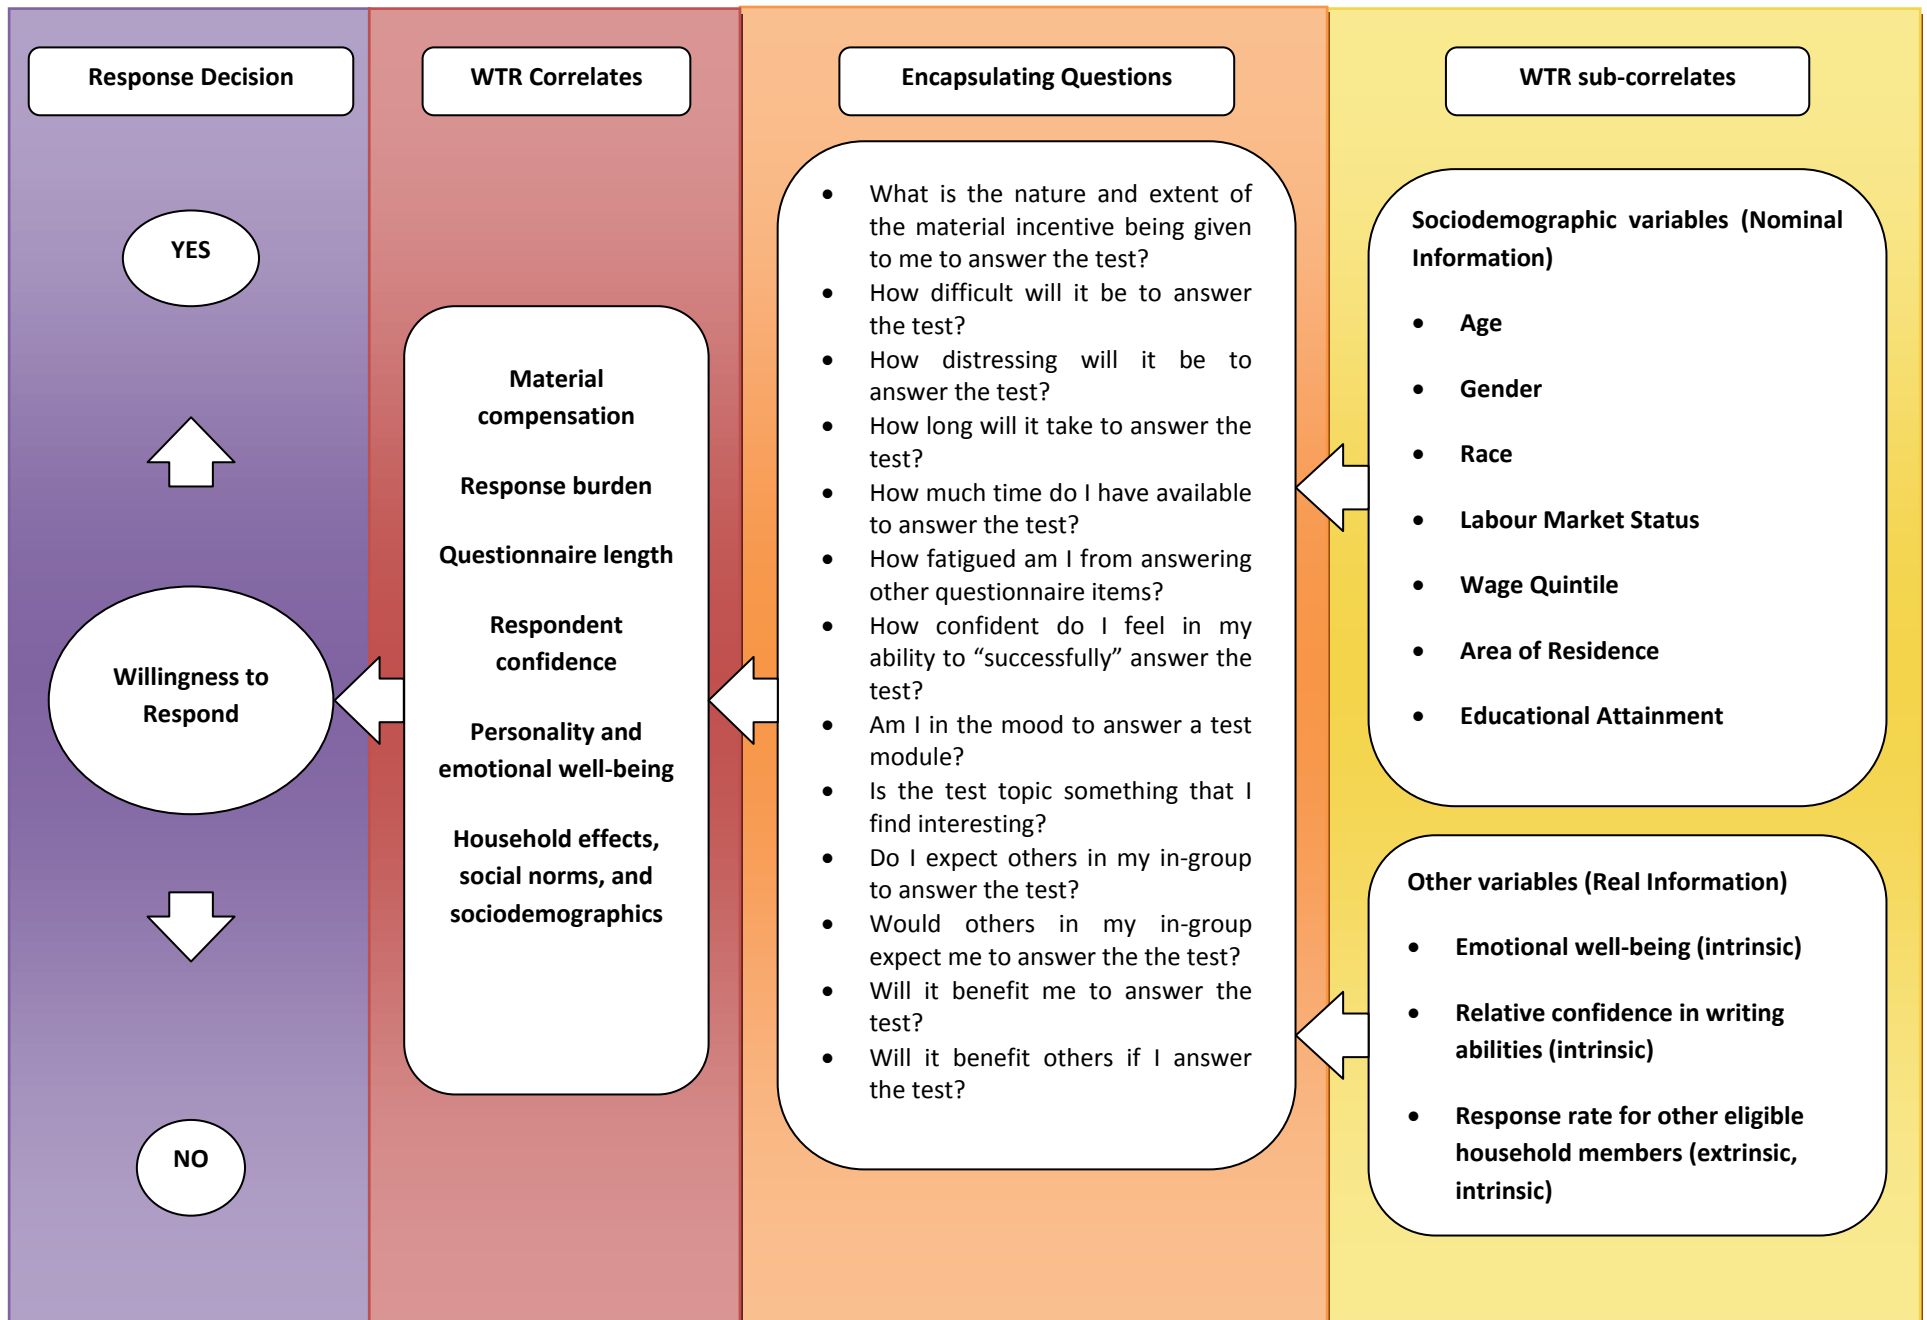 Response Decision
YES
Willingness to
Respond
NO
WTR Correlates
Material
compensation
Response burden
Questionnaire length
Respondent
confidence
Personality and
emotional well-being
Household effects,
social norms, and
sociodemographics
Encapsulating Questions
• What is the nature and extent of
the material incentive being given
to me to answer the test?
• How difficult will it be to answer
the test?
• How distressing will it be to
answer the test?
• How long will it take to answer the
test?
• How much time do I have available
to answer the test?
• How fatigued am I from answering
other questionnaire items?
• How confident do I feel in my
ability to “successfully” answer the
test?
• Am I in the mood to answer a test
module?
• Is the test topic something that I
find interesting?
• Do I expect others in my in-group
to answer the test?
• Would others in my in-group
expect me to answer the the test?
• Will it benefit me to answer the
test?
• Will it benefit others if I answer
the test?
WTR sub-correlates
Sociodemographic variables (Nominal
Information)
• Age
• Gender
• Race
• Labour Market Status
• Wage Quintile
• Area of Residence
• Educational Attainment
Other variables (Real Information)
• Emotional well-being (intrinsic)
• Relative confidence in writing
abilities (intrinsic)
• Response rate for other eligible
household members (extrinsic,
intrinsic)